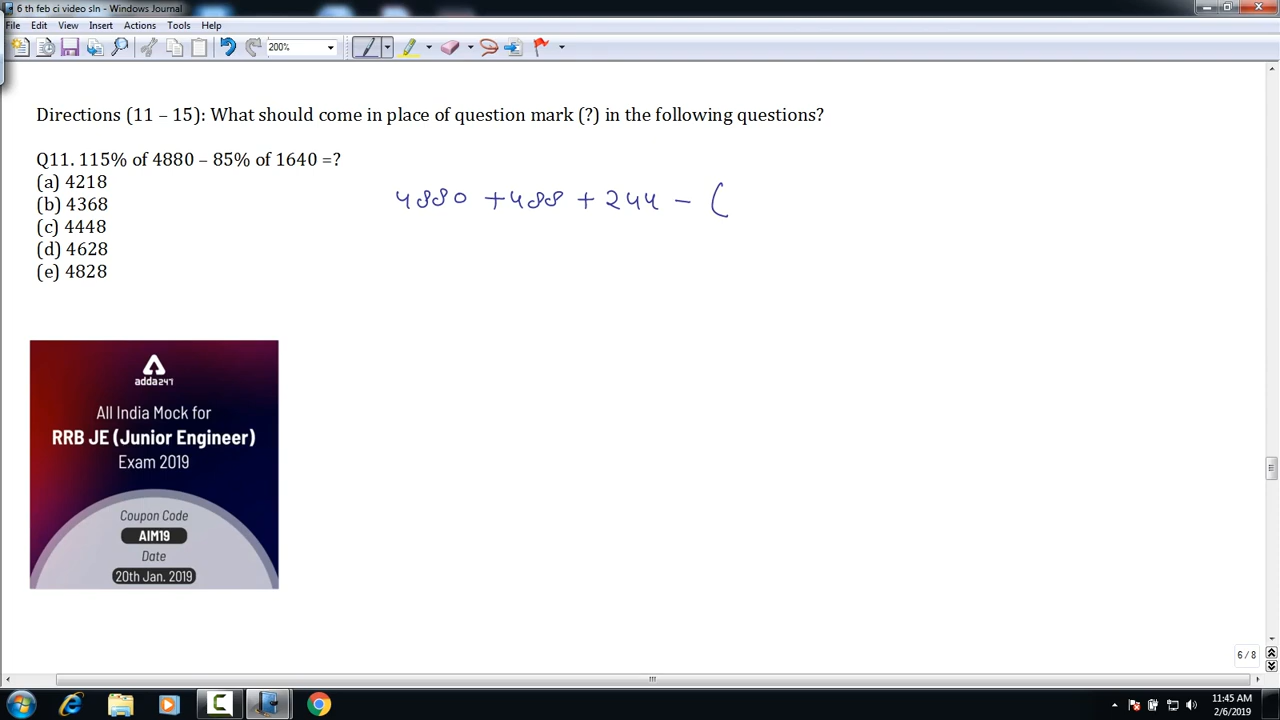 6 th feb ci video sln - Windows Journal
File Edit View Insert Actions Tools Help
200%
Directions (11 – 15): What should come in place of question mark (?) in the following questions?
Q11. 115% of 4880 – 85% of 1640 =?
(a) 4218
(b) 4368
(c) 4448
(d) 4628
(e) 4828
4880 + 488 + 244 - (
adda247
All India Mock for
RRB JE (Junior Engineer)
Exam 2019
Coupon Code
AIM19
Date
20th Jan. 2019
6 / 8
11:45 AM
2/6/2019